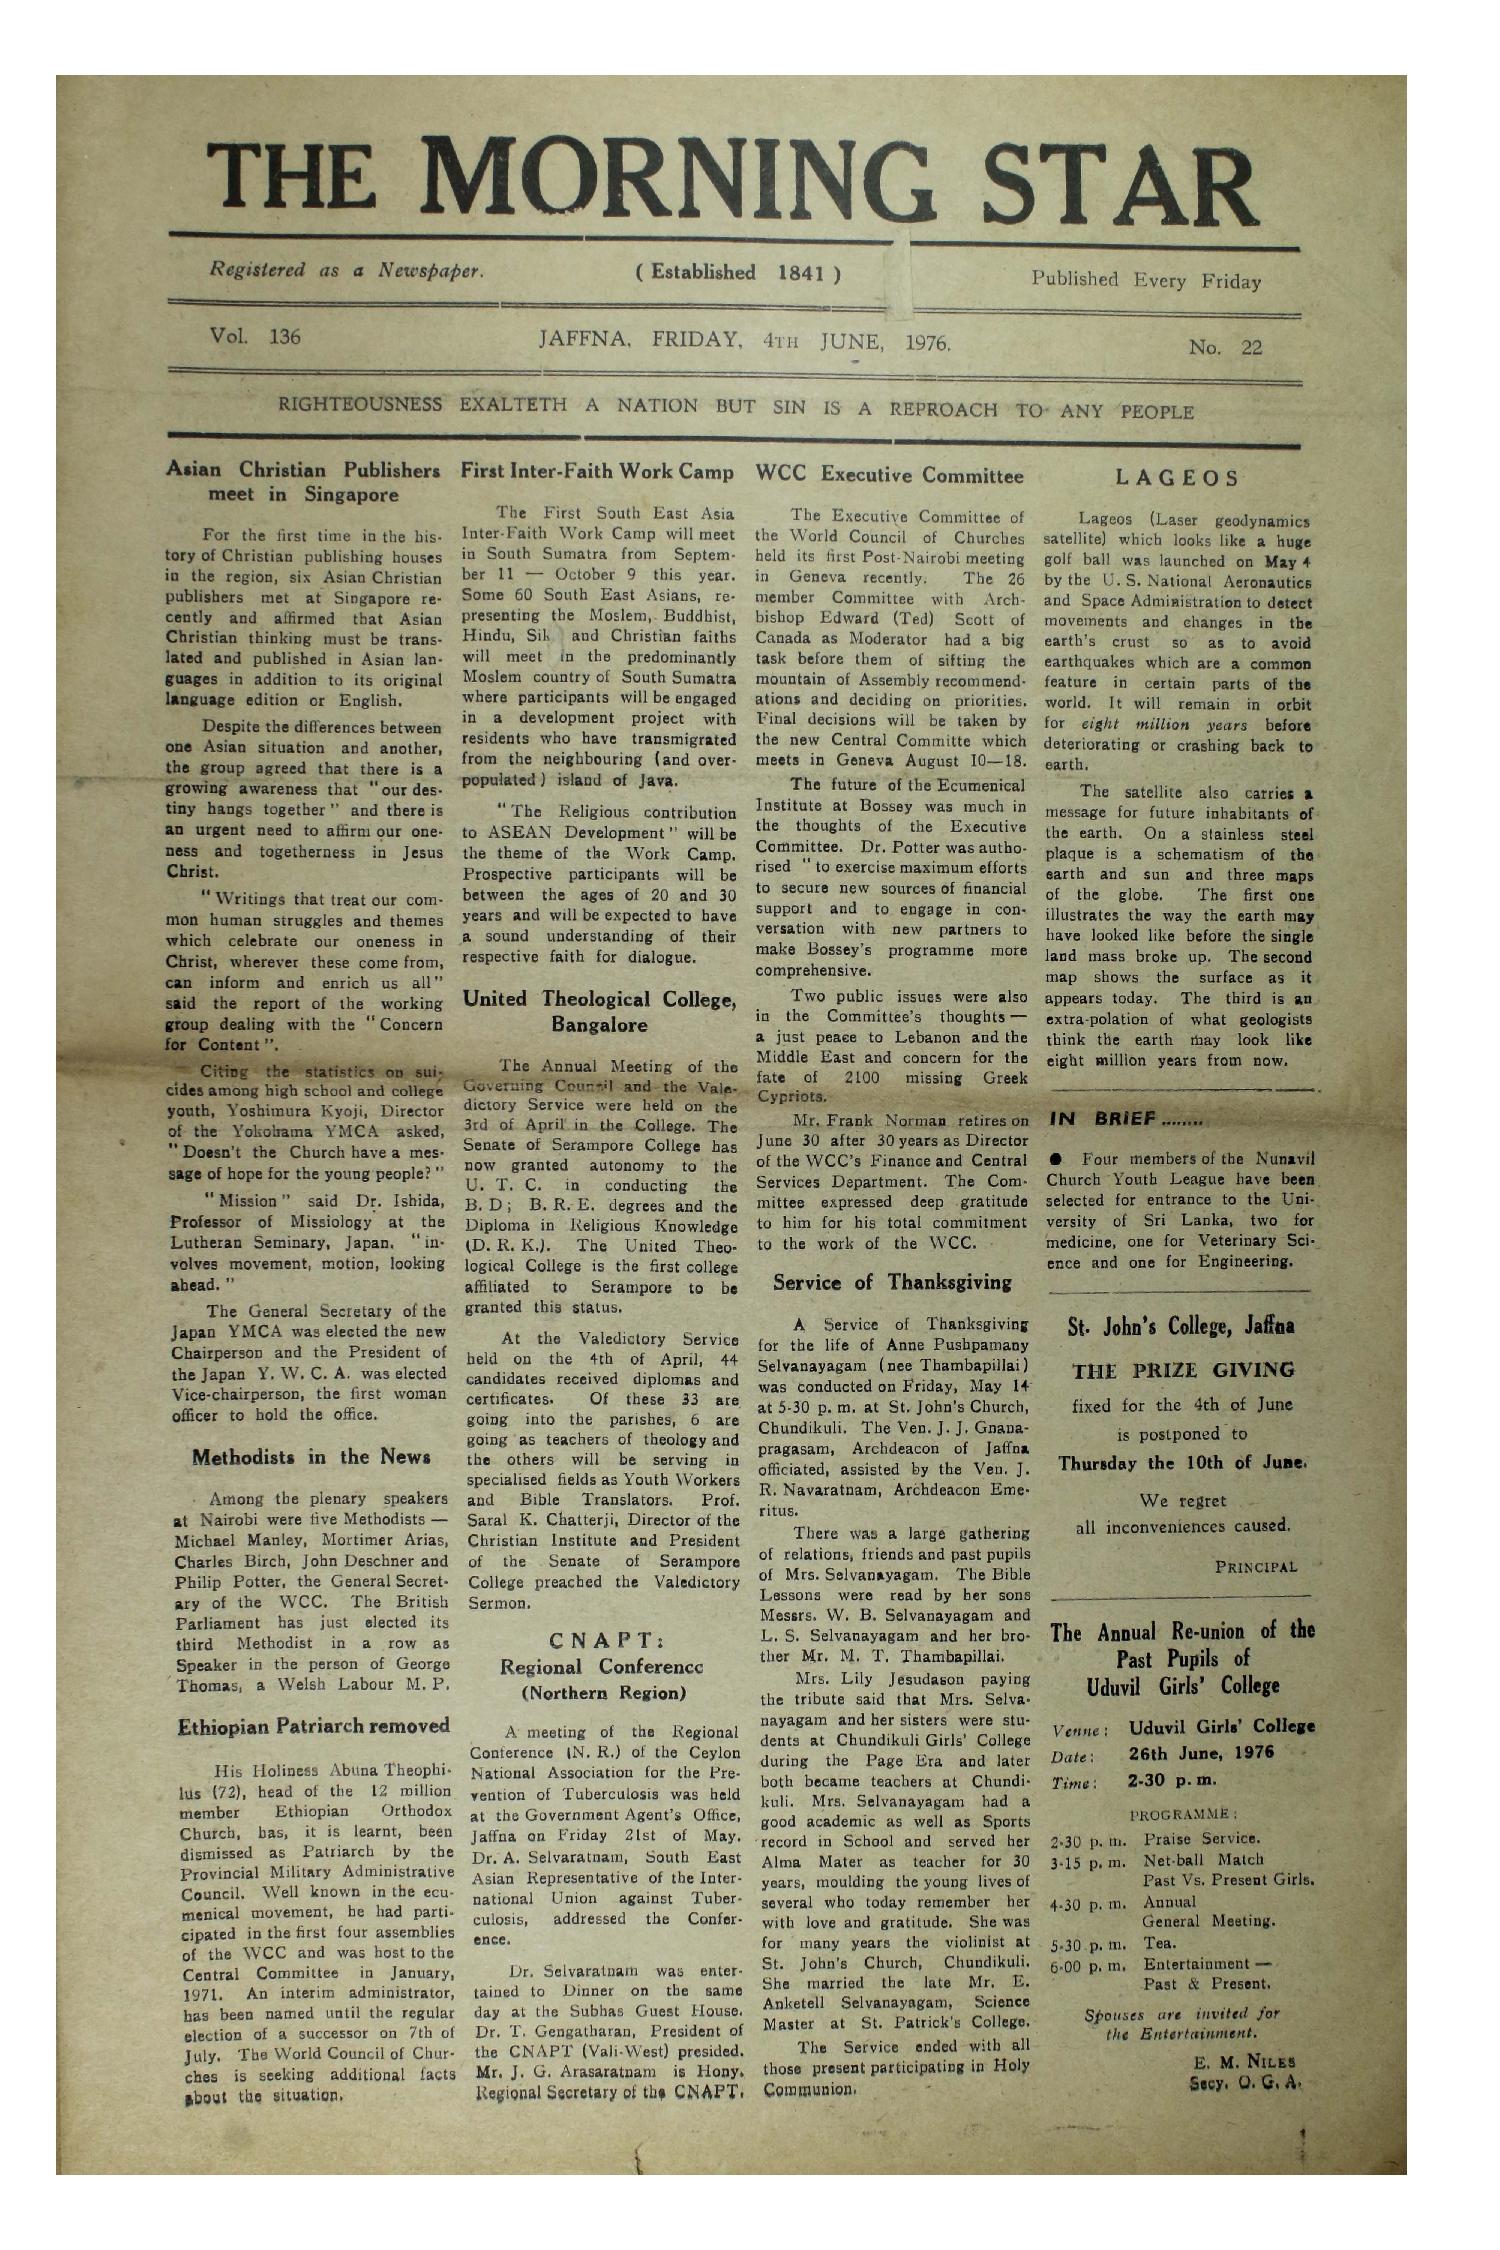 THE MORNING STAR
Registered as a Newspaper.
( Established 1841 )
Published Every Friday
Vol. 136
JAFFNA, FRIDAY, 4TH JUNE, 1976.
No. 22
RIGHTEOUSNESS EXALTETH A NATION BUT SIN IS A REPROACH TO ANY PEOPLE
Asian Christian Publishers
meet in Singapore
For the first time in the his-
tory of Christian publishing houses
in the region, six Asian Christian
publishers met at Singapore re-
cently and affirmed that Asian
Christian thinking must be trans-
lated and published in Asian lan-
guages in addition to its original
language edition or English.
Despite the differences between
one Asian situation and another,
the group agreed that there is a
growing awareness that "our des-
tiny hangs together" and there is
an urgent need to affirm our one-
ness and togetherness in Jesus
Christ.
"Writings that treat our com-
mon human struggles and themes
which celebrate our oneness in
Christ, wherever these come from,
can inform and enrich us all"
said the report of the working
group dealing with the "Concern
for Content".
Citing the statistics on sui-
cides among high school and college
youth, Yoshimura Kyoji, Director
of the Yokohama YMCA asked,
"Doesn't the Church have a mes-
sage of hope for the young people?"
"Mission" said Dr. Ishida,
Professor of Missiology at the
Lutheran Seminary, Japan, "in-
volves movement, motion, looking
ahead."
The General Secretary of the
Japan YMCA was elected the new
Chairperson and the President of
the Japan Y. W. C. A. was elected
Vice-chairperson, the first woman
officer to hold the office.
Methodists in the News
Among the plenary speakers
at Nairobi were five Methodists —
Michael Manley, Mortimer Arias,
Charles Birch, John Deschner and
Philip Potter, the General Secret-
ary of the WCC. The British
Parliament has just elected its
third Methodist in a row as
Speaker in the person of George
Thomas, a Welsh Labour M. P.
Ethiopian Patriarch removed
His Holiness Abuna Theophi-
lus (72), head of the 12 million
member Ethiopian Orthodox
Church, has, it is learnt, been
dismissed as Patriarch by the
Provincial Military Administrative
Council. Well known in the ecu-
menical movement, he had parti-
cipated in the first four assemblies
of the WCC and was host to the
Central Committee in January,
1971. An interim administrator,
has been named until the regular
election of a successor on 7th of
July. The World Council of Chur-
ches is seeking additional facts
about the situation.
First Inter-Faith Work Camp
The First South East Asia
Inter-Faith Work Camp will meet
in South Sumatra from Septem-
ber 11 — October 9 this year.
Some 60 South East Asians, re-
presenting the Moslem, Buddhist,
Hindu, Sik and Christian faiths
will meet in the predominantly
Moslem country of South Sumatra
where participants will be engaged
in a development project with
residents who have transmigrated
from the neighbouring (and over-
populated) island of Java.
"The Religious contribution
to ASEAN Development" will be
the theme of the Work Camp.
Prospective participants will be
between the ages of 20 and 30
years and will be expected to have
a sound understanding of their
respective faith for dialogue.
United Theological College,
Bangalore
The Annual Meeting of the
Governing Council and the Vale-
dictory Service were held on the
3rd of April in the College. The
Senate of Serampore College has
now granted autonomy to the
U. T. C. in conducting the
B. D; B. R. E. degrees and the
Diploma in Religious Knowledge
(D. R. K.). The United Theo-
logical College is the first college
affiliated to Serampore to be
granted this status.
At the Valedictory Service
held on the 4th of April, 44
candidates received diplomas and
certificates. Of these 33 are
going into the parishes, 6 are
going as teachers of theology and
the others will be serving in
specialised fields as Youth Workers
and Bible Translators. Prof.
Saral K. Chatterji, Director of the
Christian Institute and President
of the Senate of Serampore
College preached the Valedictory
Sermon.
CNAPT:
Regional Conference
(Northern Region)
A meeting of the Regional
Conference (N. R.) of the Ceylon
National Association for the Pre-
vention of Tuberculosis was held
at the Government Agent's Office,
Jaffna on Friday 21st of May.
Dr. A. Selvaratnam, South East
Asian Representative of the Inter-
national Union against Tuber-
culosis, addressed the Confer-
ence.
Dr. Selvaratnam was enter-
tained to Dinner on the same
day at the Subhas Guest House.
Dr. T. Gengatharan, President of
the CNAPT (Vali-West) presided.
Mr. J. G. Arasaratnam is Hony.
Regional Secretary of the CNAPT.
WCC Executive Committee
The Executive Committee of
the World Council of Churches
held its first Post-Nairobi meeting
in Geneva recently. The 26
member Committee with Arch-
bishop Edward (Ted) Scott of
Canada as Moderator had a big
task before them of sifting the
mountain of Assembly recommend-
ations and deciding on priorities.
Final decisions will be taken by
the new Central Committe which
meets in Geneva August 10—18.
The future of the Ecumenical
Institute at Bossey was much in
the thoughts of the Executive
Committee. Dr. Potter was autho-
rised "to exercise maximum efforts
to secure new sources of financial
support and to engage in con-
versation with new partners to
make Bossey's programme more
comprehensive.
Two public issues were also
in the Committee's thoughts —
a just peace to Lebanon and the
Middle East and concern for the
fate of 2100 missing Greek
Cypriots.
Mr. Frank Norman retires on
June 30 after 30 years as Director
of the WCC's Finance and Central
Services Department. The Com-
mittee expressed deep gratitude
to him for his total commitment
to the work of the WCC.
Service of Thanksgiving
A Service of Thanksgiving
for the life of Anne Pushpamany
Selvanayagam (nee Thambapillai)
was conducted on Friday, May 14
at 5-30 p. m. at St. John's Church,
Chundikuli. The Ven. J. J. Gnana-
pragasam, Archdeacon of Jaffna
officiated, assisted by the Ven. J.
R. Navaratnam, Archdeacon Eme-
ritus.
There was a large gathering
of relations, friends and past pupils
of Mrs. Selvanayagam. The Bible
Lessons were read by her sons
Messrs. W. B. Selvanayagam and
L. S. Selvanayagam and her bro-
ther Mr. M. T. Thambapillai.
Mrs. Lily Jesudason paying
the tribute said that Mrs. Selva-
nayagam and her sisters were stu-
dents at Chundikuli Girls' College
during the Page Era and later
both became teachers at Chundi-
kuli. Mrs. Selvanayagam had a
good academic as well as Sports
record in School and served her
Alma Mater as teacher for 30
years, moulding the young lives of
several who today remember her
with love and gratitude. She was
for many years the violinist at
St. John's Church, Chundikuli.
She married the late Mr. E.
Anketell Selvanayagam, Science
Master at St. Patrick's College.
The Service ended with all
those present participating in Holy
Communion.
LAGEOS
Lageos (Laser geodynamics
satellite) which looks like a huge
golf ball was launched on May 4
by the U. S. National Aeronautics
and Space Administration to detect
movements and changes in the
earth's crust so as to avoid
earthquakes which are a common
feature in certain parts of the
world. It will remain in orbit
for eight million years before
deteriorating or crashing back to
earth.
The satellite also carries a
message for future inhabitants of
the earth. On a stainless steel
plaque is a schematism of the
earth and sun and three maps
of the globe. The first one
illustrates the way the earth may
have looked like before the single
land mass broke up. The second
map shows the surface as it
appears today. The third is an
extra-polation of what geologists
think the earth may look like
eight million years from now.
IN BRIEF........
● Four members of the Nunavil
Church Youth League have been
selected for entrance to the Uni-
versity of Sri Lanka, two for
medicine, one for Veterinary Sci-
ence and one for Engineering.
St. John's College, Jaffna
THE PRIZE GIVING
fixed for the 4th of June
is postponed to
Thursday the 10th of June.
We regret
all inconveniences caused.
PRINCIPAL
The Annual Re-union of the
Past Pupils of
Uduvil Girls' College
Venue: Uduvil Girls' College
Date: 26th June, 1976
Time: 2-30 p. m.
PROGRAMME:
2-30 p. m. Praise Service.
3-15 p. m. Net-ball Match
Past Vs. Present Girls.
4-30 p. m. Annual
General Meeting.
5-30 p. m. Tea.
6-00 p. m. Entertainment —
Past & Present.
Spouses are invited for
the Entertainment.
E. M. NILES
Secy. O. G. A.